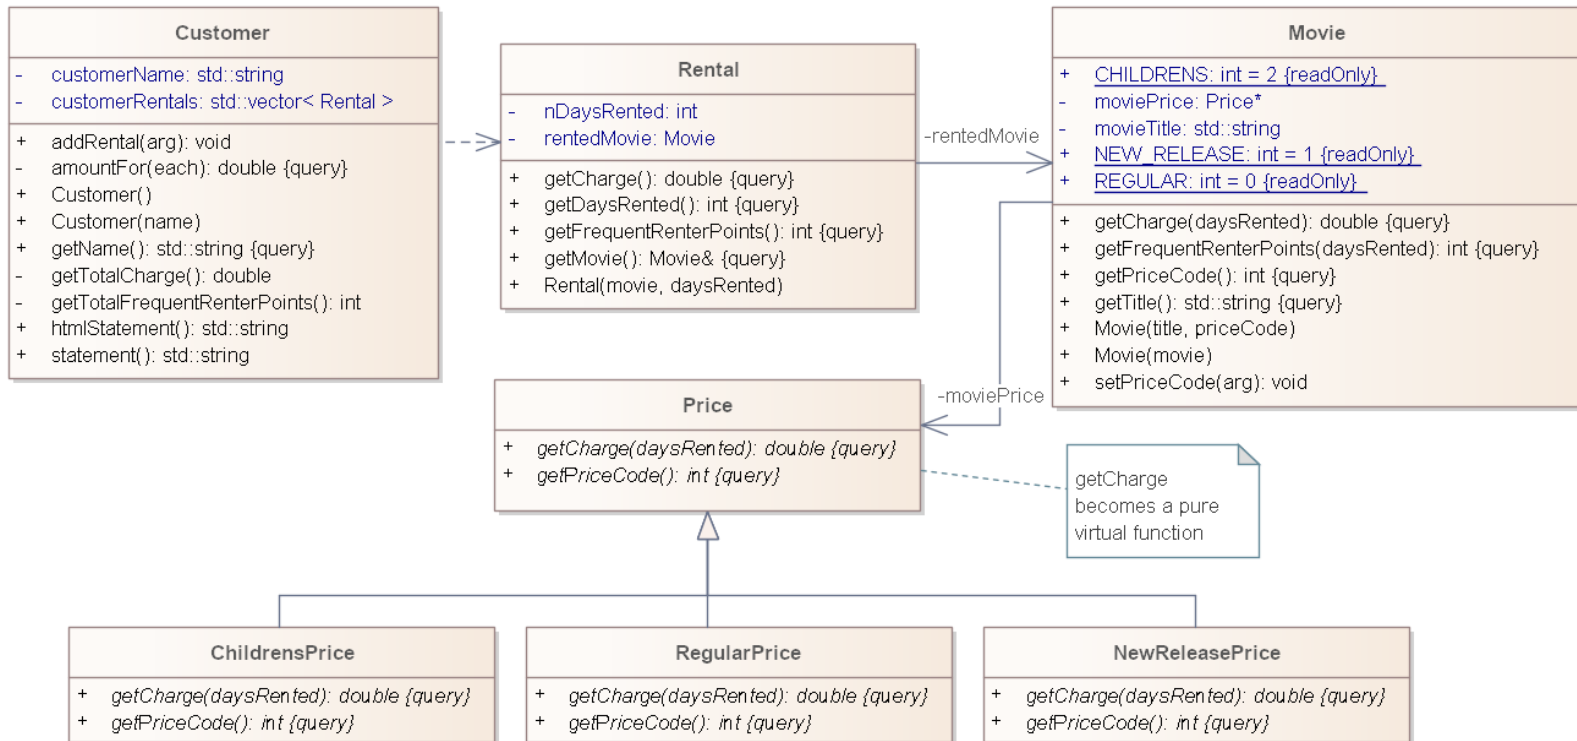 Customer
- customerName: std::string
- customerRentals: std::vector< Rental >
+ addRental(arg): void
- amountFor(each): double {query}
+ Customer()
+ Customer(name)
+ getName(): std::string {query}
- getTotalCharge(): double
- getTotalFrequentRenterPoints(): int
+ htmlStatement(): std::string
+ statement(): std::string
Rental
- nDaysRented: int
- rentedMovie: Movie
+ getCharge(): double {query}
+ getDaysRented(): int {query}
+ getFrequentRenterPoints(): int {query}
+ getMovie(): Movie& {query}
+ Rental(movie, daysRented)
-rentedMovie
Movie
+ CHILDRENS: int = 2 {readOnly}
- moviePrice: Price*
- movieTitle: std::string
+ NEW_RELEASE: int = 1 {readOnly}
+ REGULAR: int = 0 {readOnly}
+ getCharge(daysRented): double {query}
+ getFrequentRenterPoints(daysRented): int {query}
+ getPriceCode(): int {query}
+ getTitle(): std::string {query}
+ Movie(title, priceCode)
+ Movie(movie)
+ setPriceCode(arg): void
-moviePrice
Price
+ getCharge(daysRented): double {query}
+ getPriceCode(): int {query}
getCharge
becomes a pure
virtual function
ChildrensPrice
+ getCharge(daysRented): double {query}
+ getPriceCode(): int {query}
RegularPrice
+ getCharge(daysRented): double {query}
+ getPriceCode(): int {query}
NewReleasePrice
+ getCharge(daysRented): double {query}
+ getPriceCode(): int {query}